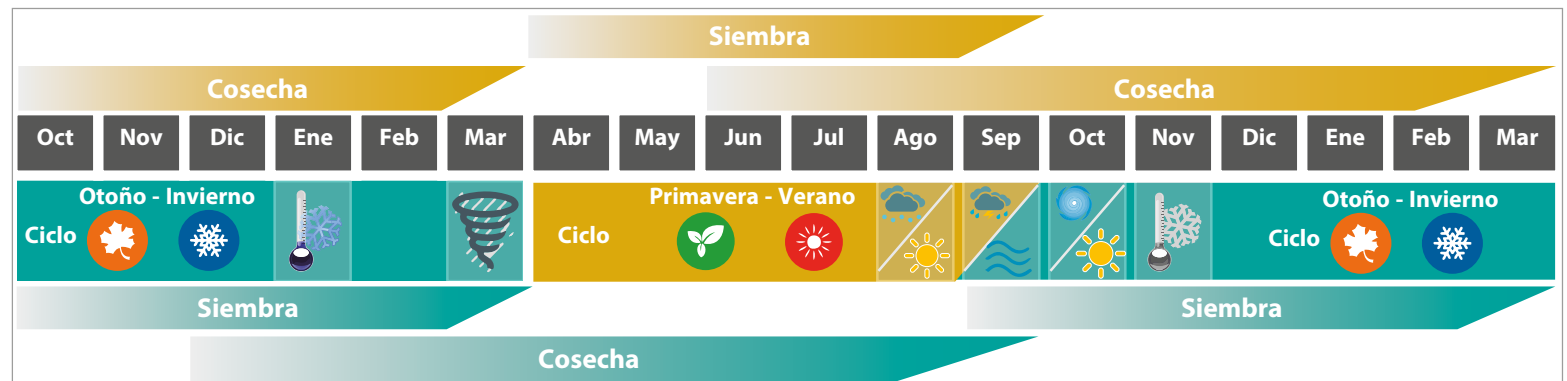 Siembra
Cosecha Cosecha
Oct Nov Dic Ene Feb Mar Abr May Jun Jul Ago Sep Oct Nov Dic Ene Feb Mar
Otoño - Invierno Primavera - Verano Otoño - Invierno
Ciclo Ciclo Ciclo
Siembra Siembra
Cosecha